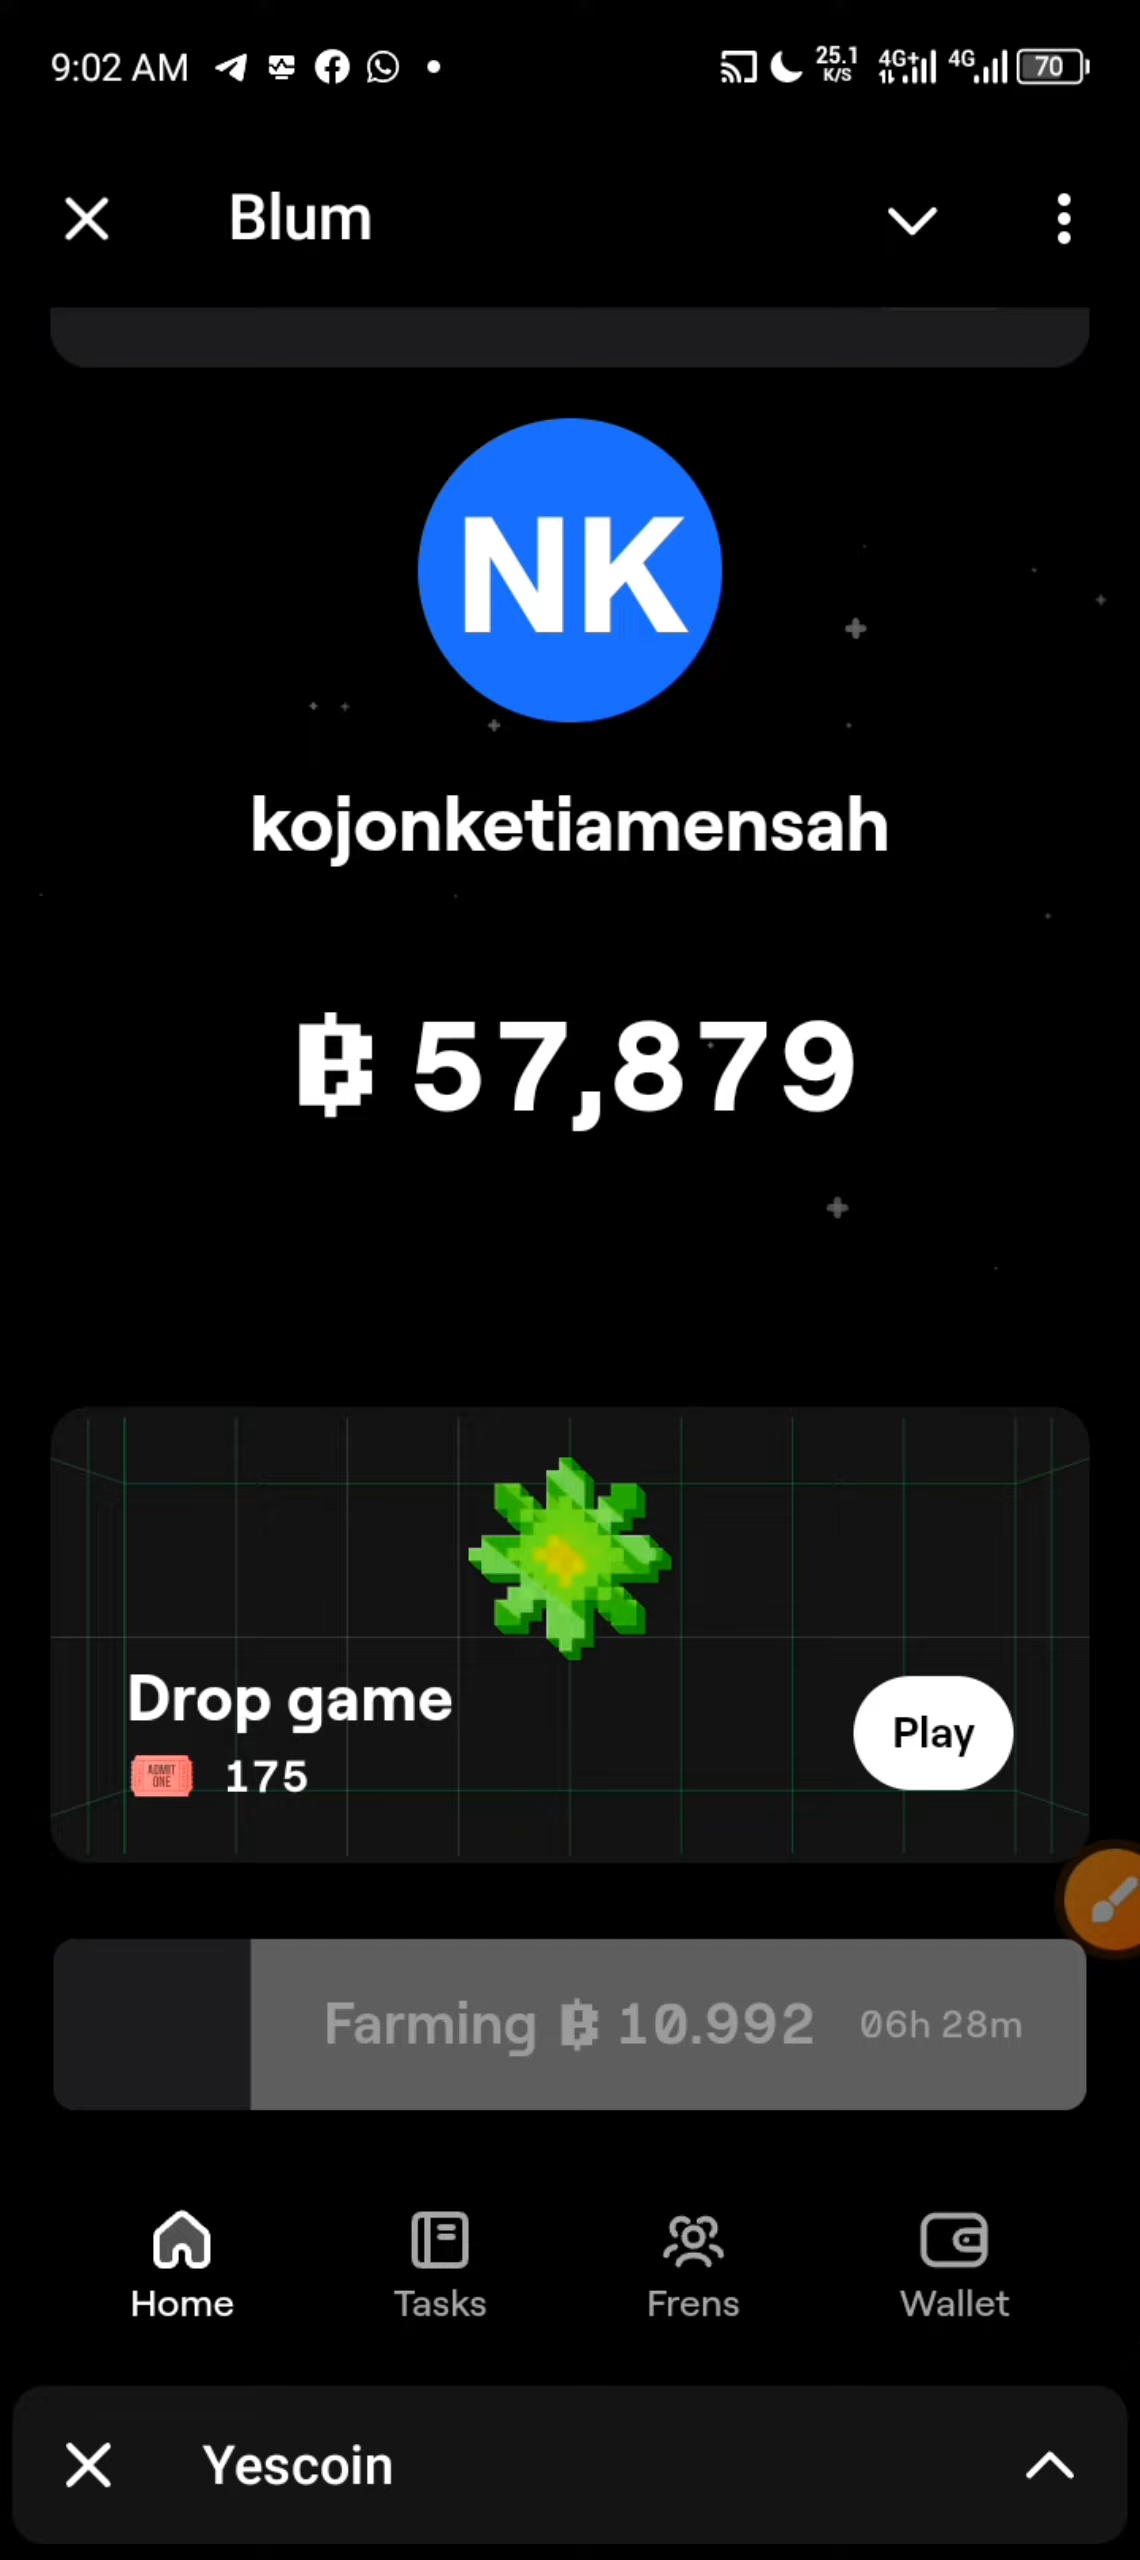 9:02 AM 25.1 K/S 4G+ 4G 70
Blum
NK
kojonketiamensah
57,879
Drop game
ADMIT ONE 175
Play
Farming 10.992 06h 28m
Home Tasks Frens Wallet
Yescoin